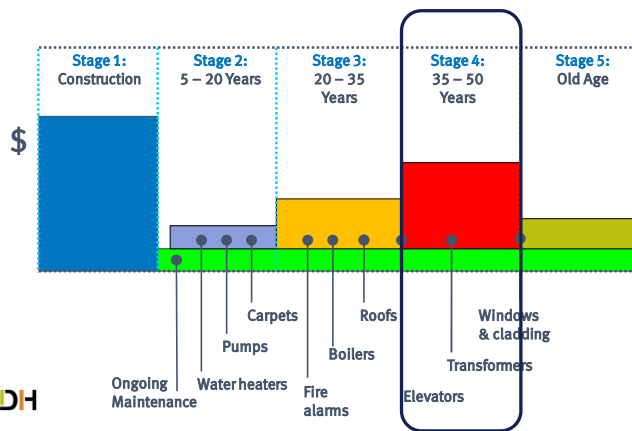 Stage 1:
Construction
Stage 2:
5 – 20 Years
Stage 3:
20 – 35
Years
Stage 4:
35 – 50
Years
Stage 5:
Old Age
$
Carpets
Roofs
Windows
& cladding
Pumps
Boilers
Transformers
Ongoing
Maintenance
Water heaters
Fire
alarms
Elevators
DH